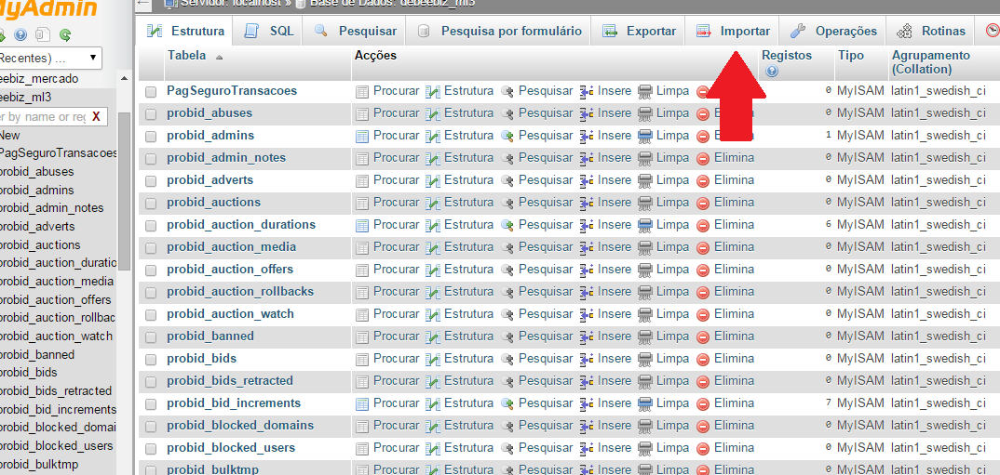 MyAdmin
Servidor: localhost » Base de Dados: debeebiz_ml3
Recentes) ...
eebiz_mercado
eebiz_ml3
er by name or reg X
New
PagSeguroTransacoes
probid_abuses
probid_admins
probid_admin_notes
probid_adverts
probid_auctions
probid_auction_duratio
probid_auction_media
probid_auction_offers
probid_auction_rollbac
probid_auction_watch
probid_banned
probid_bids
probid_bids_retracted
probid_bid_increments
probid_blocked_domai
probid_blocked_users
probid_bulktmp
Estrutura SQL Pesquisar Pesquisa por formulário Exportar Importar Operações Rotinas
Tabela Acções Registos Tipo Agrupamento
(Collation)
PagSeguroTransacoes Procurar Estrutura Pesquisar Insere Limpa 0 MyISAM latin1_swedish_ci
probid_abuses Procurar Estrutura Pesquisar Insere Limpa Elimina 0 MyISAM latin1_swedish_ci
probid_admins Procurar Estrutura Pesquisar Insere Limpa Elimina 1 MyISAM latin1_swedish_ci
probid_admin_notes Procurar Estrutura Pesquisar Insere Limpa Elimina 0 MyISAM latin1_swedish_ci
probid_adverts Procurar Estrutura Pesquisar Insere Limpa Elimina 0 MyISAM latin1_swedish_ci
probid_auctions Procurar Estrutura Pesquisar Insere Limpa Elimina 0 MyISAM latin1_swedish_ci
probid_auction_durations Procurar Estrutura Pesquisar Insere Limpa Elimina 6 MyISAM latin1_swedish_ci
probid_auction_media Procurar Estrutura Pesquisar Insere Limpa Elimina 0 MyISAM latin1_swedish_ci
probid_auction_offers Procurar Estrutura Pesquisar Insere Limpa Elimina 0 MyISAM latin1_swedish_ci
probid_auction_rollbacks Procurar Estrutura Pesquisar Insere Limpa Elimina 0 MyISAM latin1_swedish_ci
probid_auction_watch Procurar Estrutura Pesquisar Insere Limpa Elimina 0 MyISAM latin1_swedish_ci
probid_banned Procurar Estrutura Pesquisar Insere Limpa Elimina 0 MyISAM latin1_swedish_ci
probid_bids Procurar Estrutura Pesquisar Insere Limpa Elimina 0 MyISAM latin1_swedish_ci
probid_bids_retracted Procurar Estrutura Pesquisar Insere Limpa Elimina 0 MyISAM latin1_swedish_ci
probid_bid_increments Procurar Estrutura Pesquisar Insere Limpa Elimina 7 MyISAM latin1_swedish_ci
probid_blocked_domains Procurar Estrutura Pesquisar Insere Limpa Elimina 0 MyISAM latin1_swedish_ci
probid_blocked_users Procurar Estrutura Pesquisar Insere Limpa Elimina 0 MyISAM latin1_swedish_ci
probid_bulktmp Procurar Estrutura Pesquisar Insere Limpa Elimina 0 MyISAM latin1_swedish_ci